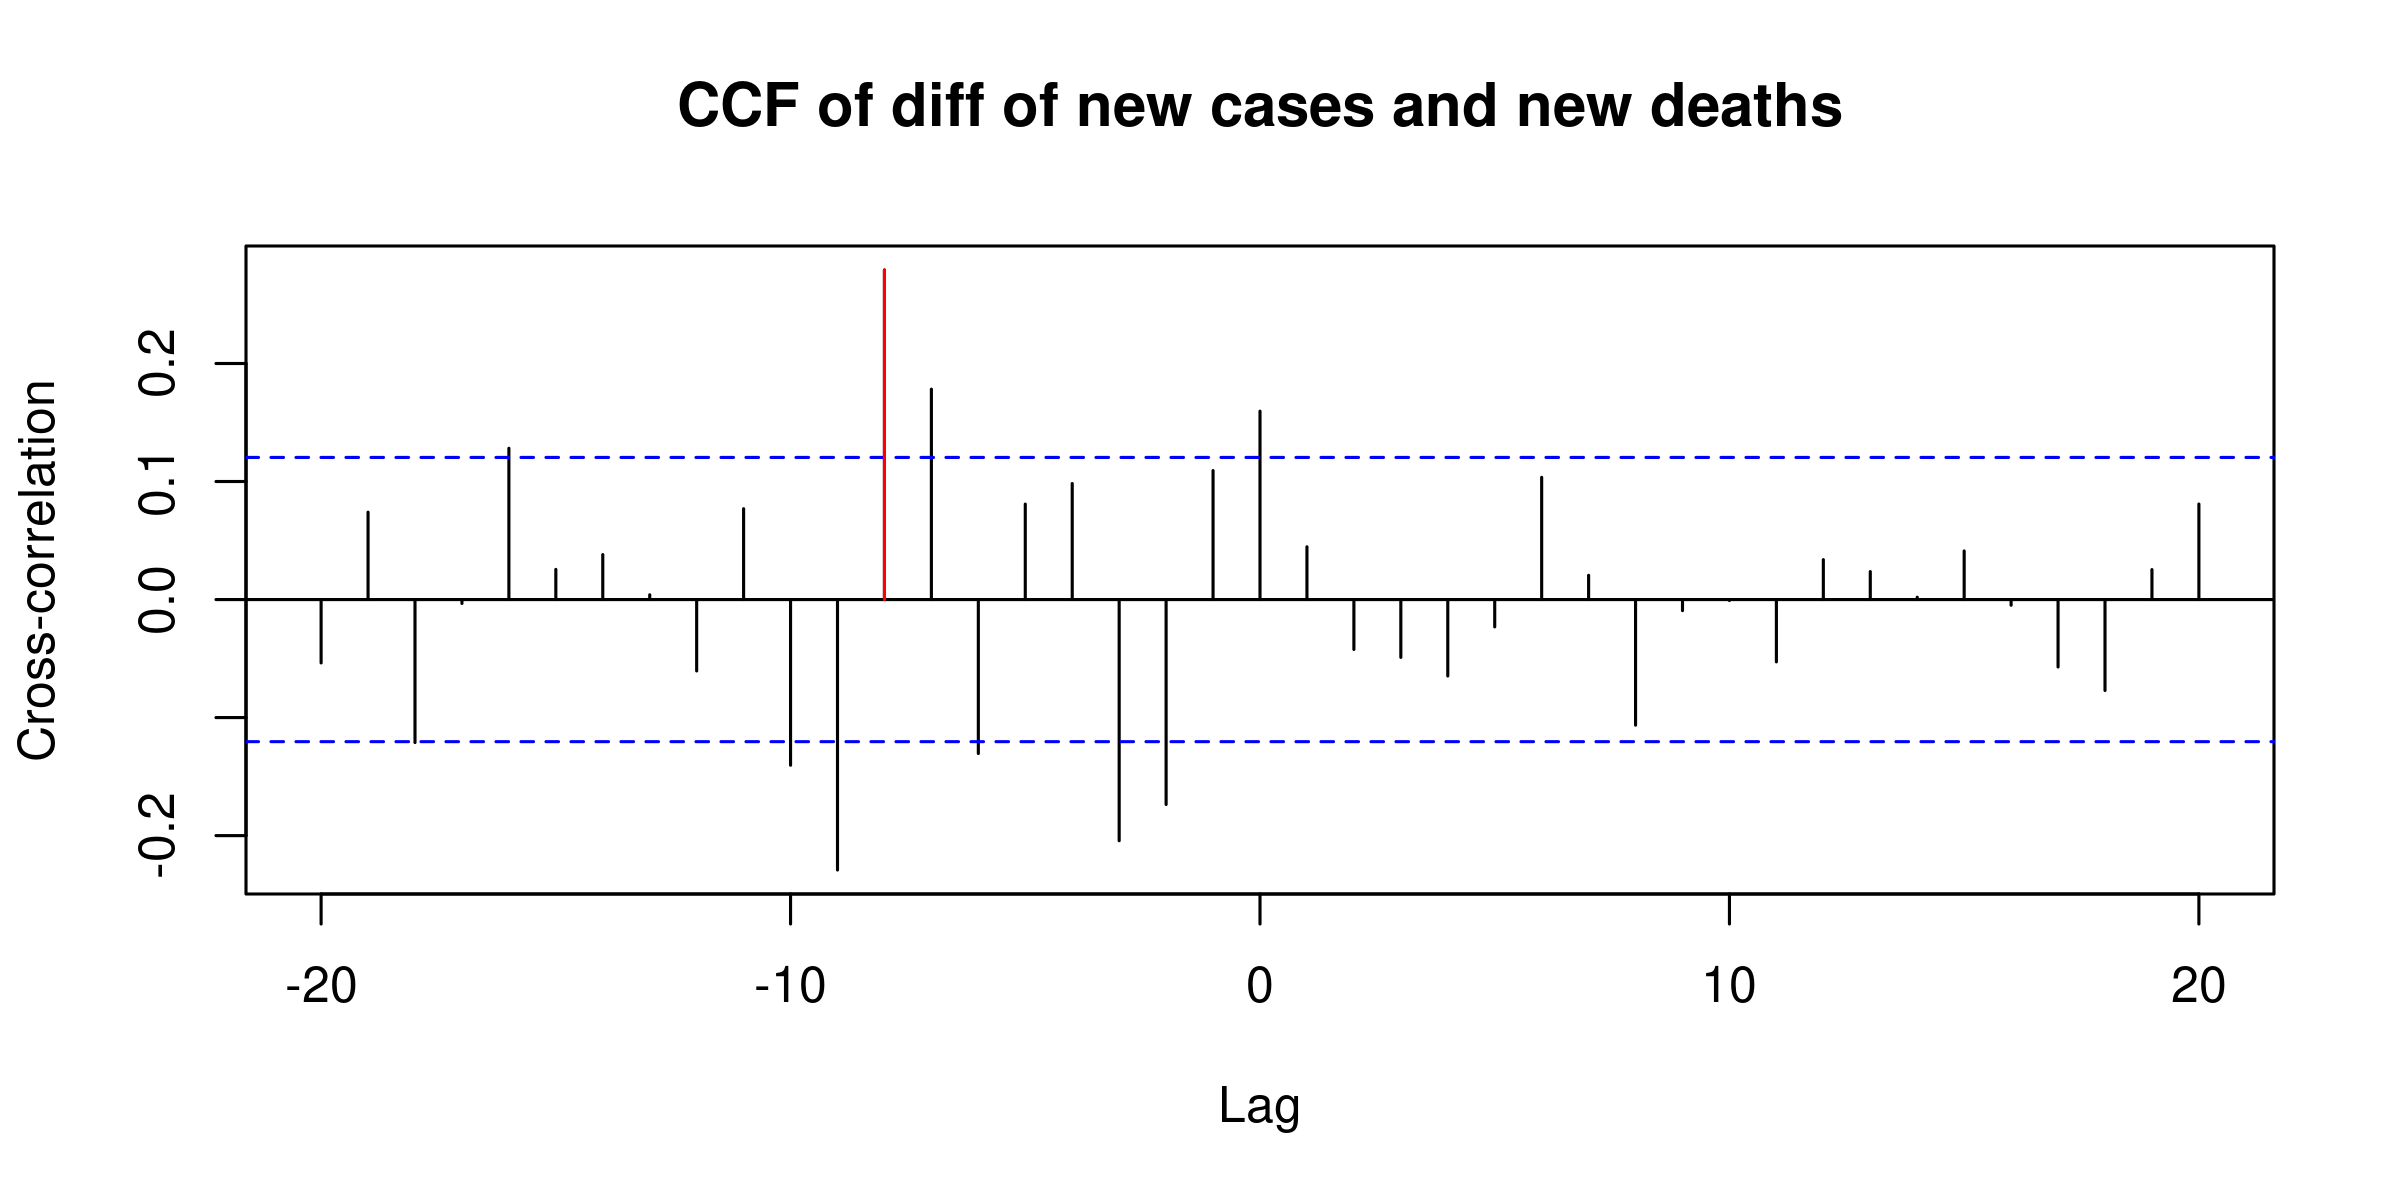 CCF of diff of new cases and new deaths
Cross-correlation
0.2
0.1
0.0
-0.2
-20 -10 0 10 20
Lag